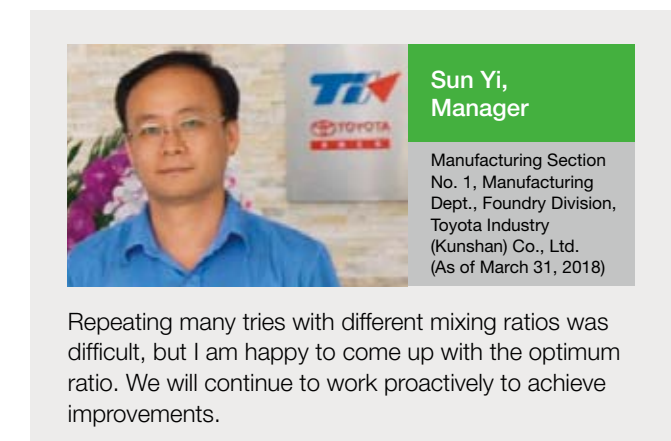 TOYOTA
Sun Yi,
Manager
Manufacturing Section
No. 1, Manufacturing
Dept., Foundry Division,
Toyota Industry
(Kunshan) Co., Ltd.
(As of March 31, 2018)
Repeating many tries with different mixing ratios was
difficult, but I am happy to come up with the optimum
ratio. We will continue to work proactively to achieve
improvements.